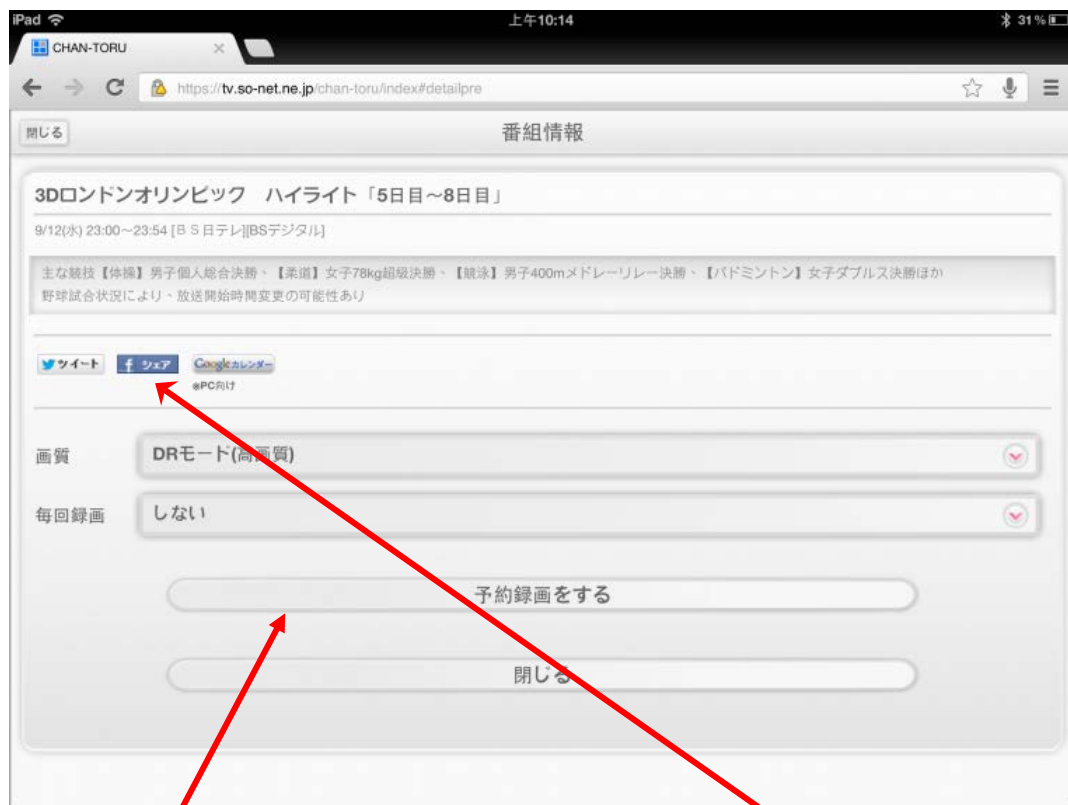 iPad 上午10:14 31%
CHAN-TORU
https://tv.so-net.ne.jp/chan-toru/index#detailpre
閉じる 番組情報
3Dロンドンオリンピック ハイライト「5日目～8日目」
9/12(水) 23:00～23:54 [ＢＳ日テレ][BSデジタル]
主な競技【体操】男子個人総合決勝、【柔道】女子78kg超級決勝、【競泳】男子400mメドレーリレー決勝、【バドミントン】女子ダブルス決勝ほか
野球試合状況により、放送開始時間変更の可能性あり
ツイート シェア Googleカレンダー
※PC向け
画質 DRモード(高画質)
毎回録画 しない
予約録画をする
閉じる